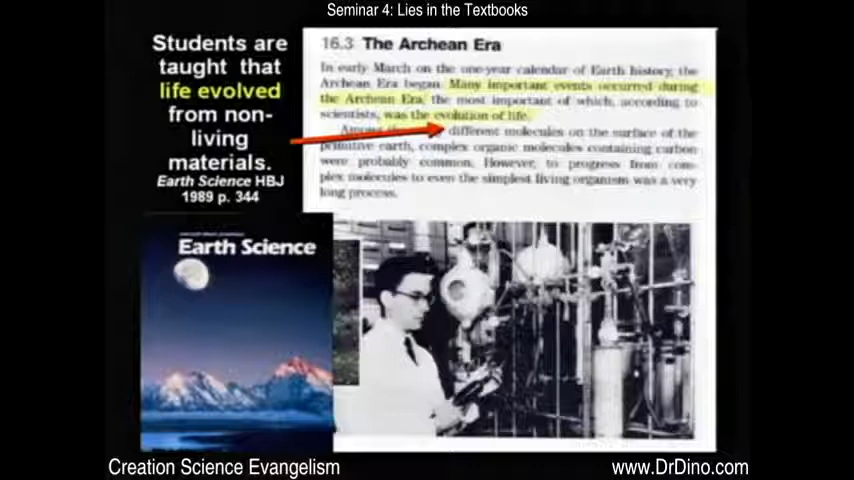 Seminar 4: Lies in the Textbooks
Students are
taught that
life evolved
from non-
living
materials.
Earth Science HBJ
1989 p. 344
16.3 The Archean Era
In early March on the one-year calendar of Earth history, the
Archean Era began. Many important events occurred during
the Archean Era, the most important of which, according to
scientists, was the evolution of life.
Among different molecules on the surface of the
primitive earth, complex organic molecules containing carbon
were probably common. However, to progress from com-
plex molecules to even the simplest living organism was a very
long process.
Earth Science
Creation Science Evangelism
www.DrDino.com